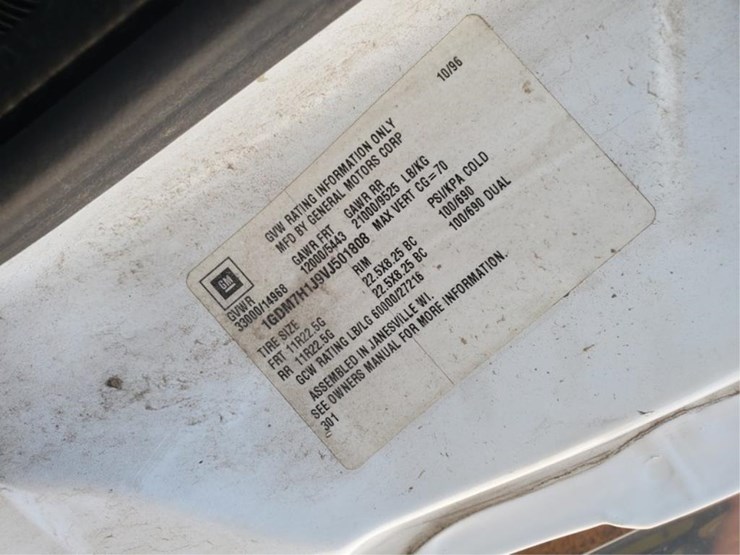 GM
GVW RATING INFORMATION ONLY 10/96
MFD BY GENERAL MOTORS CORP
GVWR GAWR FRT GAWR RR
33000/14968 12000/5443 21000/9525 LB/KG
1GDM7H1J9VJ501808 MAX VERT CG=70
TIRE SIZE RIM PSI/KPA COLD
FRT 11R22.5G 22.5X8.25 BC 100/690
RR 11R22.5G 22.5X8.25 BC 100/690 DUAL
GCW RATING LB/LG 60000/27216
ASSEMBLED IN JANESVILLE WI.
SEE OWNERS MANUAL FOR MORE INFORMATION.
301